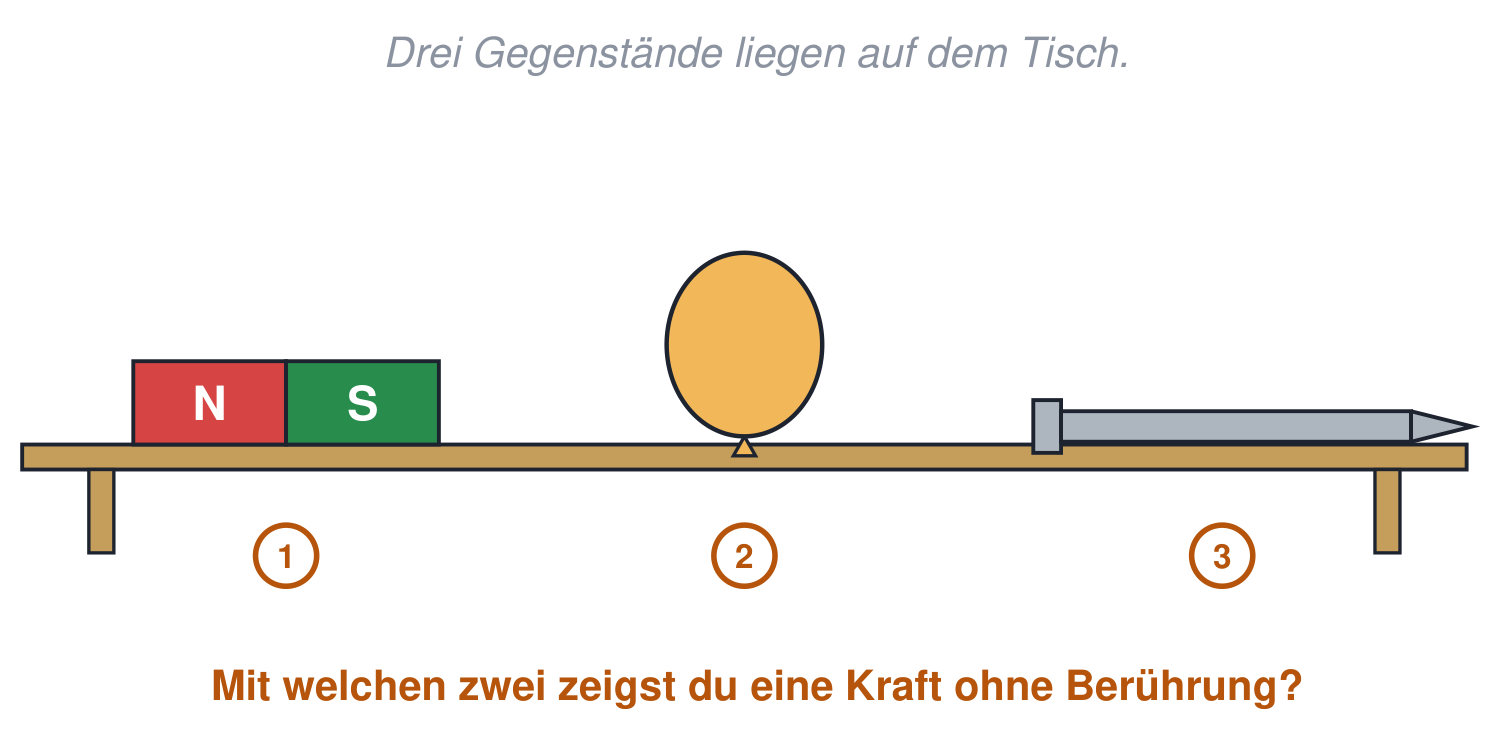 Drei Gegenstände liegen auf dem Tisch.
N S
1 2 3
Mit welchen zwei zeigst du eine Kraft ohne Berührung?